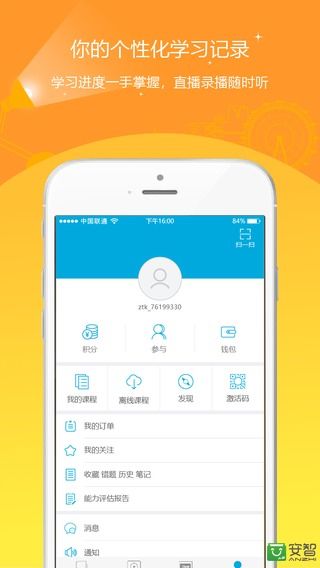 你的个性化学习记录
学习进度一手掌握，直播录播随时听
中国联通 下午16:00 84%
扫一扫
ztk_76199330
积分 参与 钱包
我的课程 离线课程 发现 激活码
我的订单
我的关注
收藏 错题 历史 笔记
能力评估报告
消息
通知
安智
ANZHI